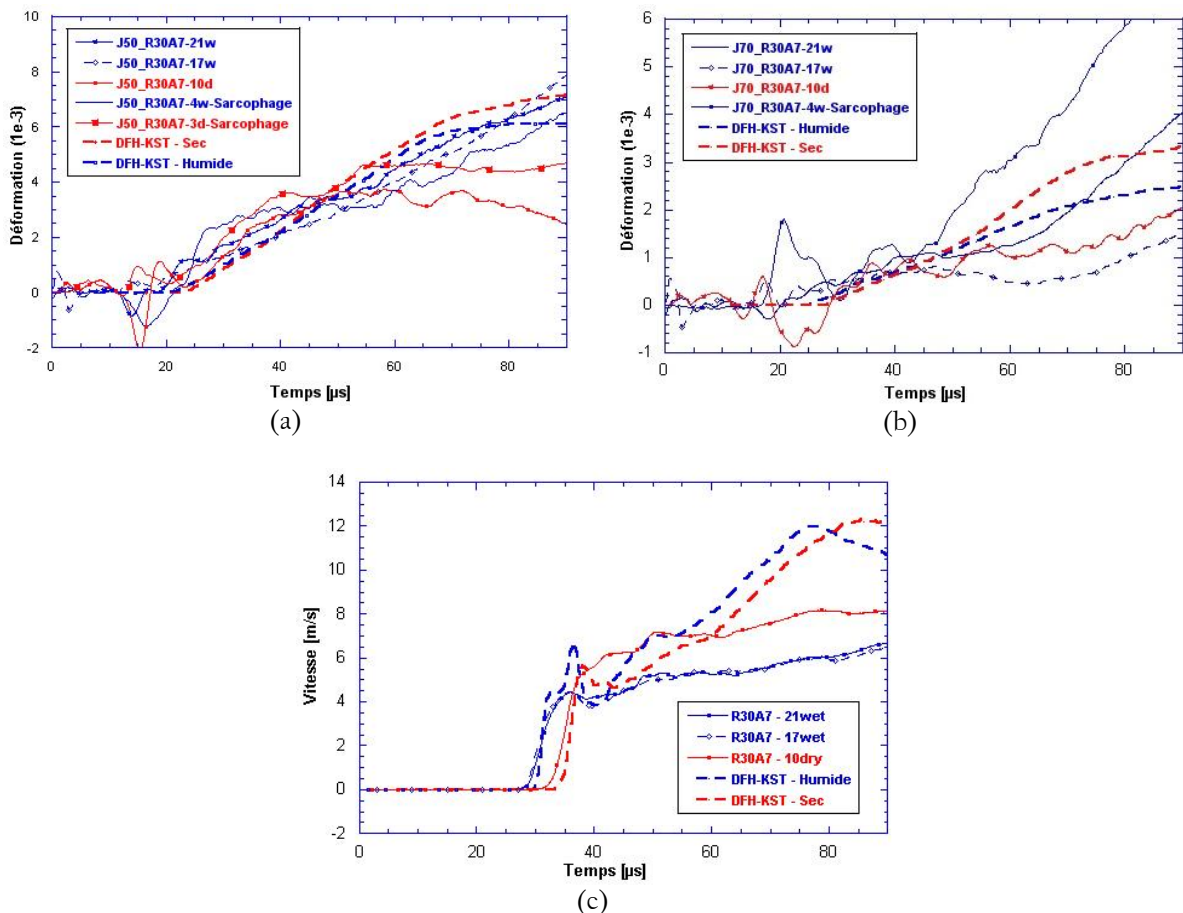 10
8
6
4
2
0
-2
Déformation (1e-3)
J50_R30A7-21w
J50_R30A7-17w
J50_R30A7-10d
J50_R30A7-4w-Sarcophage
J50_R30A7-3d-Sarcophage
DFH-KST - Sec
DFH-KST - Humide
0 20 40 60 80
Temps [µs]
(a)
6
5
4
3
2
1
0
-1
Déformation (1e-3)
J70_R30A7-21w
J70_R30A7-17w
J70_R30A7-10d
J70_R30A7-4w-Sarcophage
DFH-KST - Humide
DFH-KST - Sec
0 20 40 60 80
Temps [µs]
(b)
14
12
10
8
6
4
2
0
-2
Vitesse [m/s]
R30A7 - 21wet
R30A7 - 17wet
R30A7 - 10dry
DFH-KST - Humide
DFH-KST - Sec
0 20 40 60 80
Temps [µs]
(c)